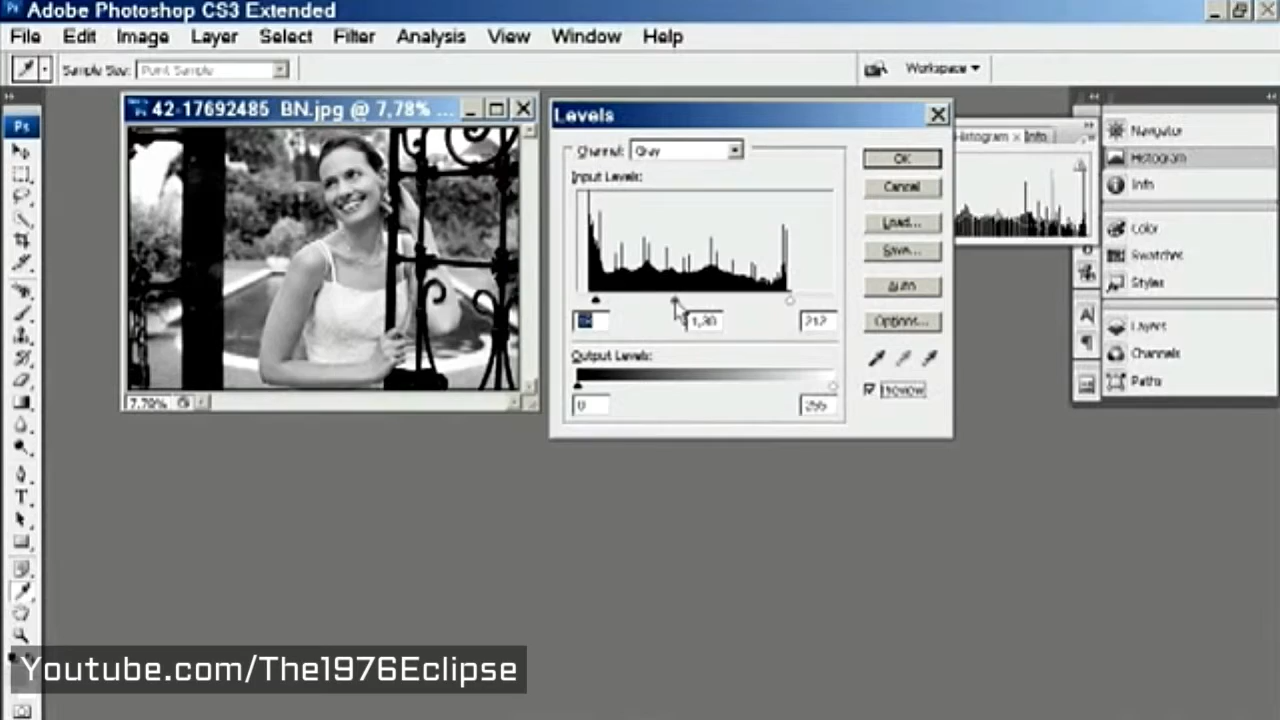 Ps Adobe Photoshop CS3 Extended
File Edit Image Layer Select Filter Analysis View Window Help
Sample Size: Point Sample
Workspace
42-17692485 BN.jpg @ 7,78% ...
Levels
Channel: Gray
Input Levels:
1,30 212
Output Levels:
0 255
OK
Cancel
Load...
Save...
Auto
Options...
Preview
7,78%
Histogram × Info
Navigator
Histogram
Info
Color
Swatches
Styles
Layers
Channels
Paths
Ps
T
Youtube.com/The1976Eclipse